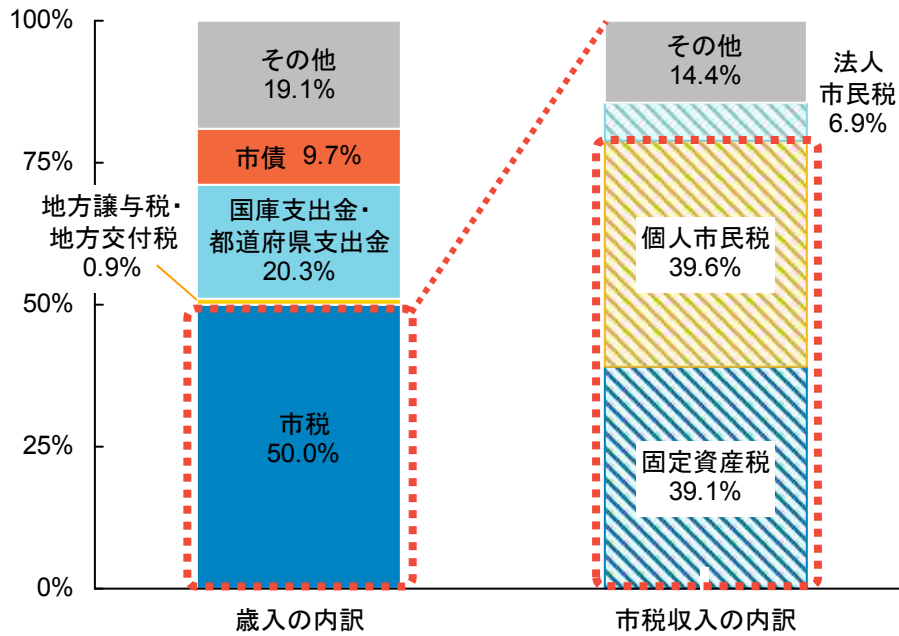 100%
75%
50%
25%
0%
その他
19.1%
市債 9.7%
国庫支出金・
都道府県支出金
20.3%
地方譲与税・
地方交付税
0.9%
市税
50.0%
歳入の内訳
その他
14.4%
法人
市民税
6.9%
個人市民税
39.6%
固定資産税
39.1%
市税収入の内訳